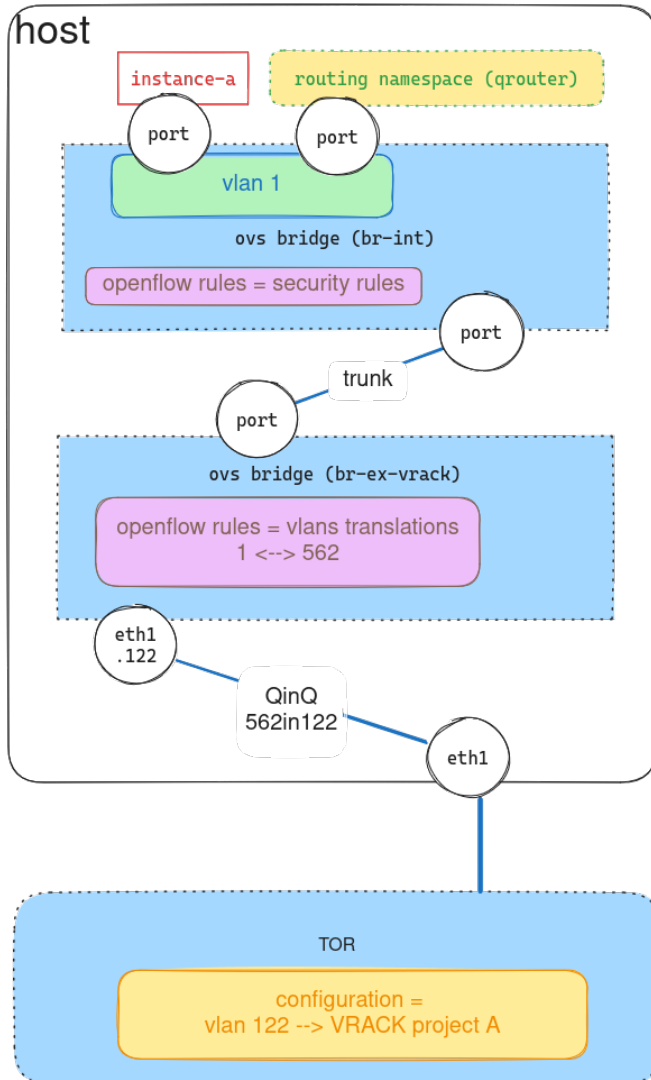 host
instance-a
routing namespace (qrouter)
port
port
vlan 1
ovs bridge (br-int)
openflow rules = security rules
port
trunk
port
ovs bridge (br-ex-vrack)
openflow rules = vlans translations
1 <--> 562
eth1
.122
QinQ
562in122
eth1
TOR
configuration =
vlan 122 --> VRACK project A